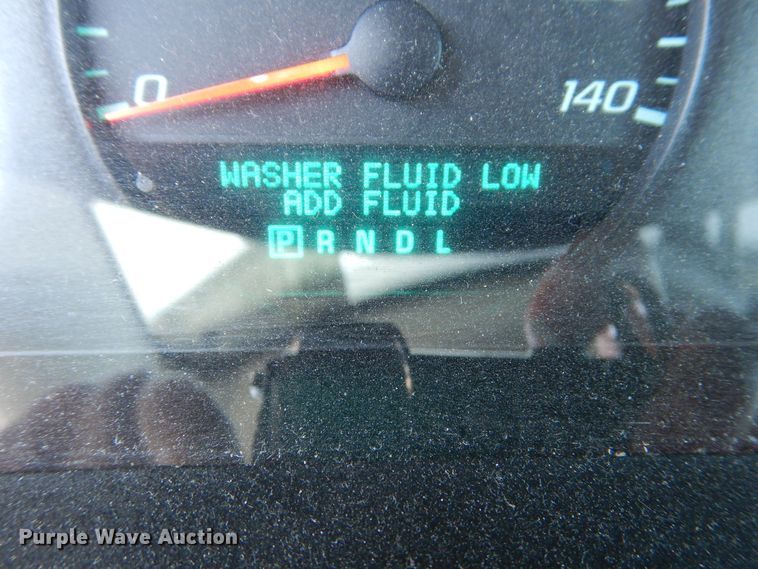 0 140
WASHER FLUID LOW
ADD FLUID
P R N D L
Purple Wave Auction